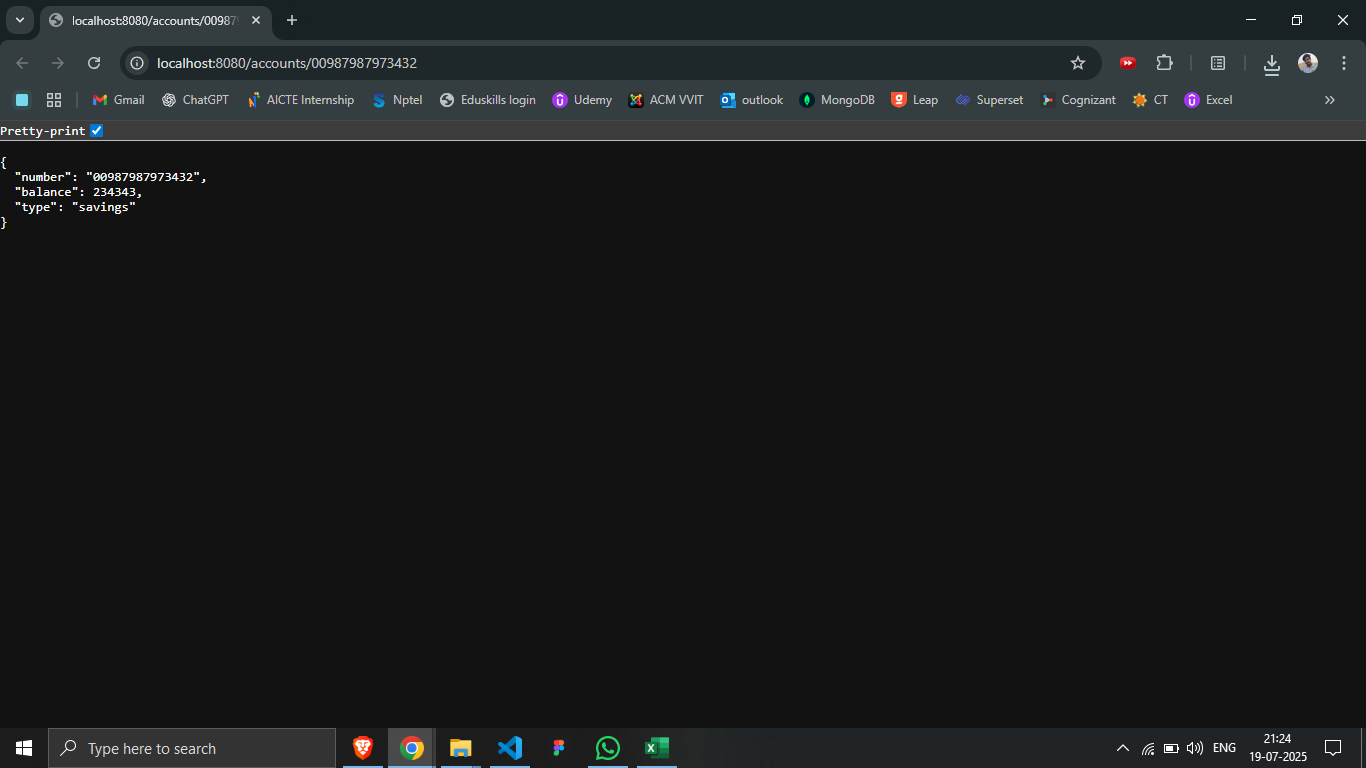 localhost:8080/accounts/00987
localhost:8080/accounts/00987987973432
Gmail ChatGPT AICTE Internship Nptel Eduskills login Udemy ACM VVIT outlook MongoDB Leap Superset Cognizant CT Excel
Pretty-print
{
"number": "00987987973432",
"balance": 234343,
"type": "savings"
}
Type here to search
ENG
21:24
19-07-2025